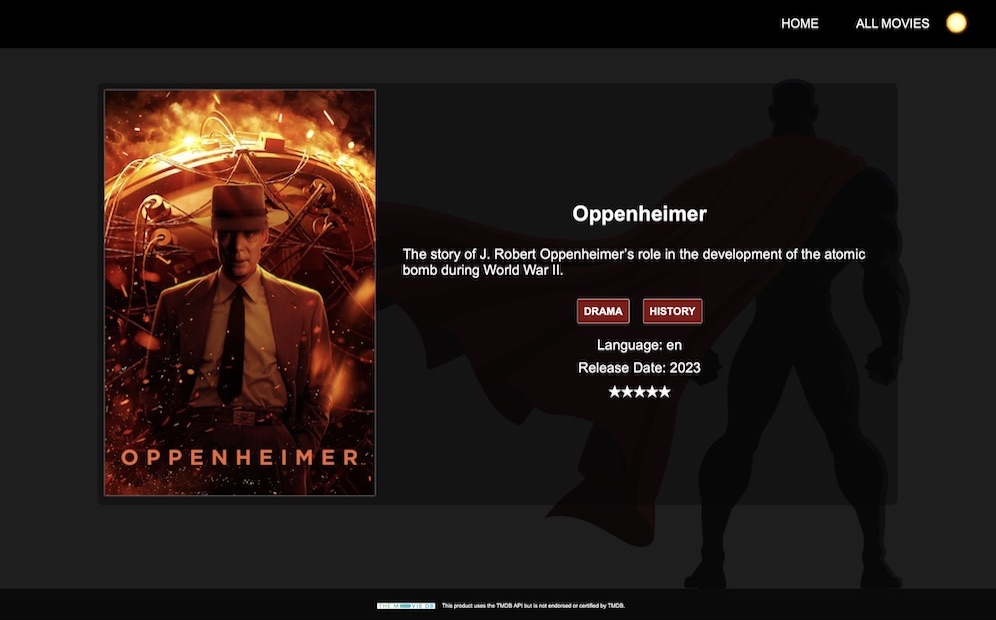 HOME ALL MOVIES
OPPENHEIMER
Oppenheimer
The story of J. Robert Oppenheimer's role in the development of the atomic
bomb during World War II.
DRAMA HISTORY
Language: en
Release Date: 2023
★★★★★
THE MOVIE DB This product uses the TMDB API but is not endorsed or certified by TMDB.